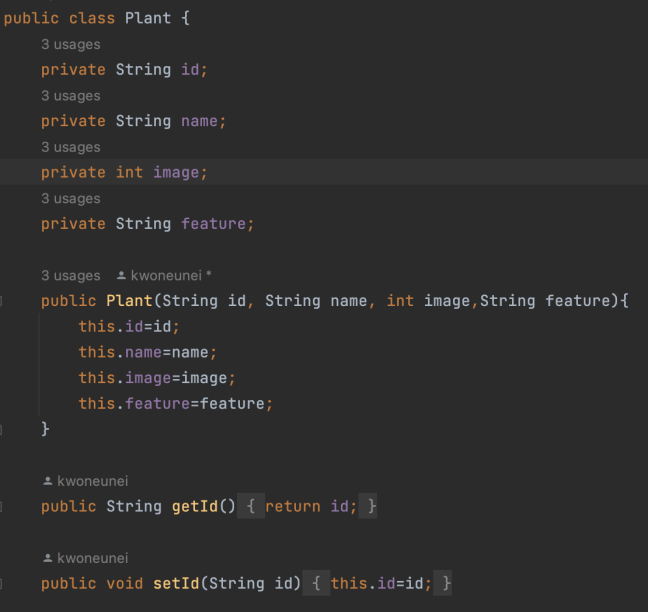 public class Plant {
3 usages
private String id;
3 usages
private String name;
3 usages
private int image;
3 usages
private String feature;
3 usages kwoneunei *
public Plant(String id, String name, int image,String feature){
this.id=id;
this.name=name;
this.image=image;
this.feature=feature;
}
kwoneunei
public String getId() { return id; }
kwoneunei
public void setId(String id) { this.id=id; }